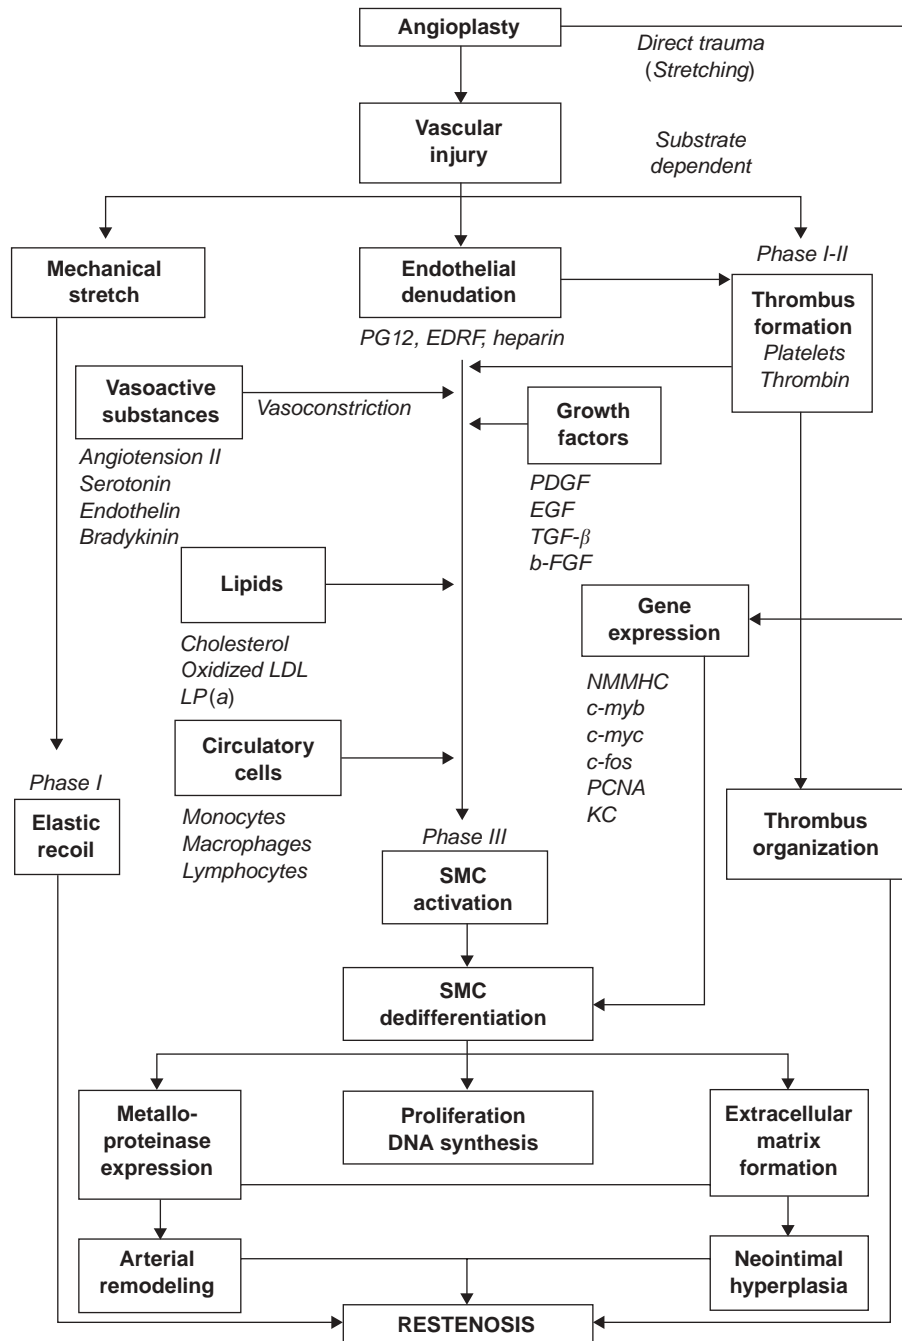 Angioplasty
Direct trauma
(Stretching)
Vascular
injury
Substrate
dependent
Mechanical
stretch
Endothelial
denudation
Phase I-II
Thrombus
formation
Platelets
Thrombin
PG12, EDRF, heparin
Vasoactive
substances
Vasoconstriction
Angiotension II
Serotonin
Endothelin
Bradykinin
Growth
factors
PDGF
EGF
TGF-β
b-FGF
Lipids
Cholesterol
Oxidized LDL
LP(a)
Gene
expression
NMMHC
c-myb
c-myc
c-fos
PCNA
KC
Circulatory
cells
Monocytes
Macrophages
Lymphocytes
Phase I
Elastic
recoil
Phase III
SMC
activation
Thrombus
organization
SMC
dedifferentiation
Metallo-
proteinase
expression
Proliferation
DNA synthesis
Extracellular
matrix
formation
Arterial
remodeling
Neointimal
hyperplasia
RESTENOSIS